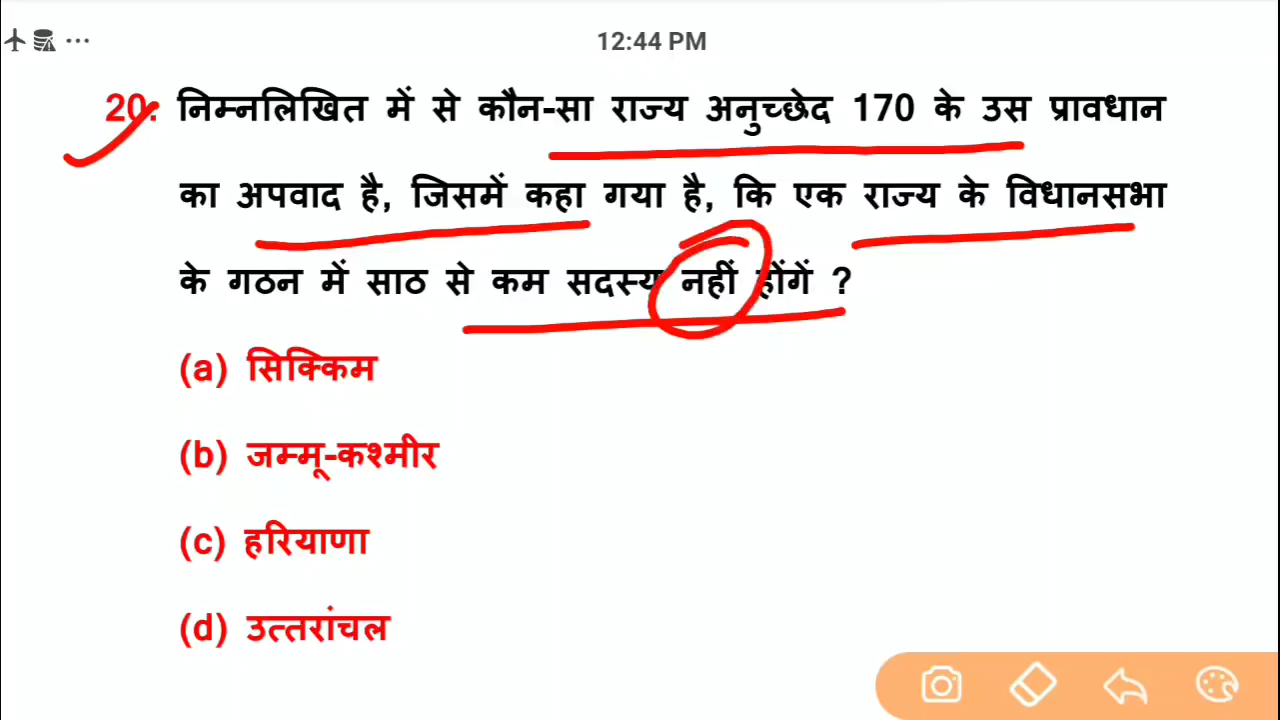 12:44 PM
20. निम्नलिखित में से कौन-सा राज्य अनुच्छेद 170 के उस प्रावधान
का अपवाद है, जिसमें कहा गया है, कि एक राज्य के विधानसभा
के गठन में साठ से कम सदस्य नहीं होंगें ?
(a) सिक्किम
(b) जम्मू-कश्मीर
(c) हरियाणा
(d) उत्तरांचल